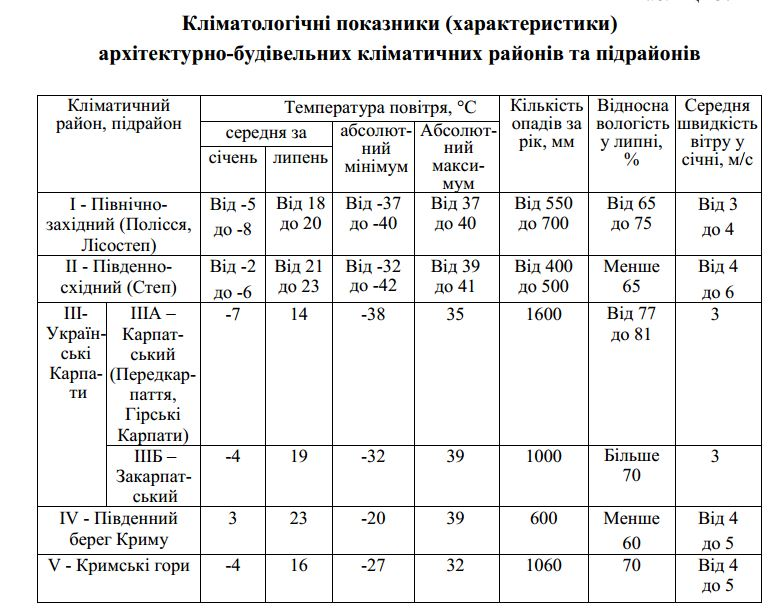 Кліматологічні показники (характеристики)
архітектурно-будівельних кліматичних районів та підрайонів
Кліматичний
район, підрайон
Температура повітря, °С
середня за
січень
липень
абсолют-
ний
мінімум
Абсолют-
ний
макси-
мум
Кількість
опадів за
рік, мм
Відносна
вологість
у липні,
%
Середня
швидкість
вітру у
січні, м/с
І - Північно-
західний (Полісся,
Лісостеп)
Від -5
до -8
Від 18
до 20
Від -37
до -40
Від 37
до 40
Від 550
до 700
Від 65
до 75
Від 3
до 4
ІІ - Південно-
східний (Степ)
Від -2
до -6
Від 21
до 23
Від -32
до -42
Від 39
до 41
Від 400
до 500
Менше
65
Від 4
до 6
ІІІ-
Україн-
ські
Карпа-
ти
ІІІА –
Карпат-
ський
(Передкар-
паття,
Гірські
Карпати)
-7
14
-38
35
1600
Від 77
до 81
3
ІІІБ –
Закарпат-
ський
-4
19
-32
39
1000
Більше
70
3
IV - Південний
берег Криму
3
23
-20
39
600
Менше
60
Від 4
до 5
V - Кримські гори
-4
16
-27
32
1060
70
Від 4
до 5